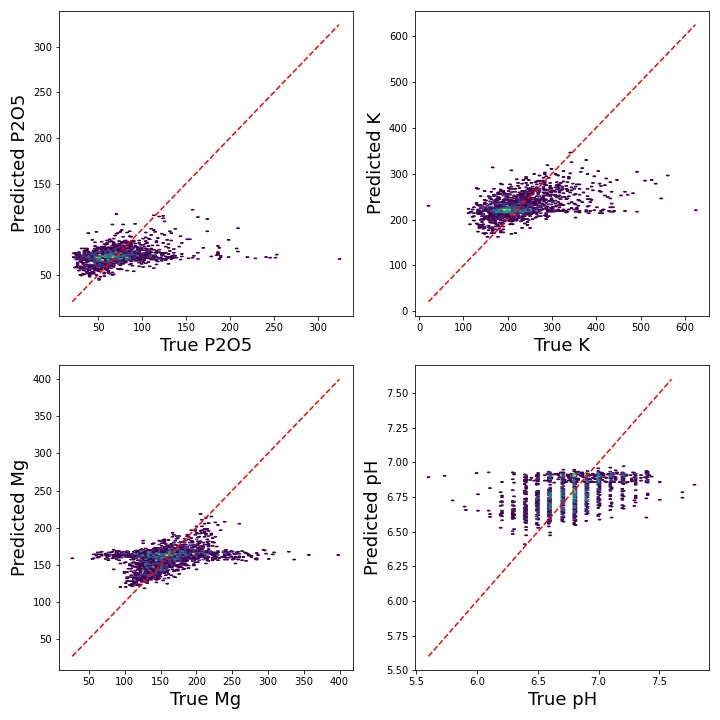 300
250
200
150
100
50
Predicted P2O5
50 100 150 200 250 300
True P2O5
600
500
400
300
200
100
0
Predicted K
0 100 200 300 400 500 600
True K
400
350
300
250
200
150
100
50
Predicted Mg
50 100 150 200 250 300 350 400
True Mg
7.50
7.25
7.00
6.75
6.50
6.25
6.00
5.75
5.50
Predicted pH
5.5 6.0 6.5 7.0 7.5
True pH